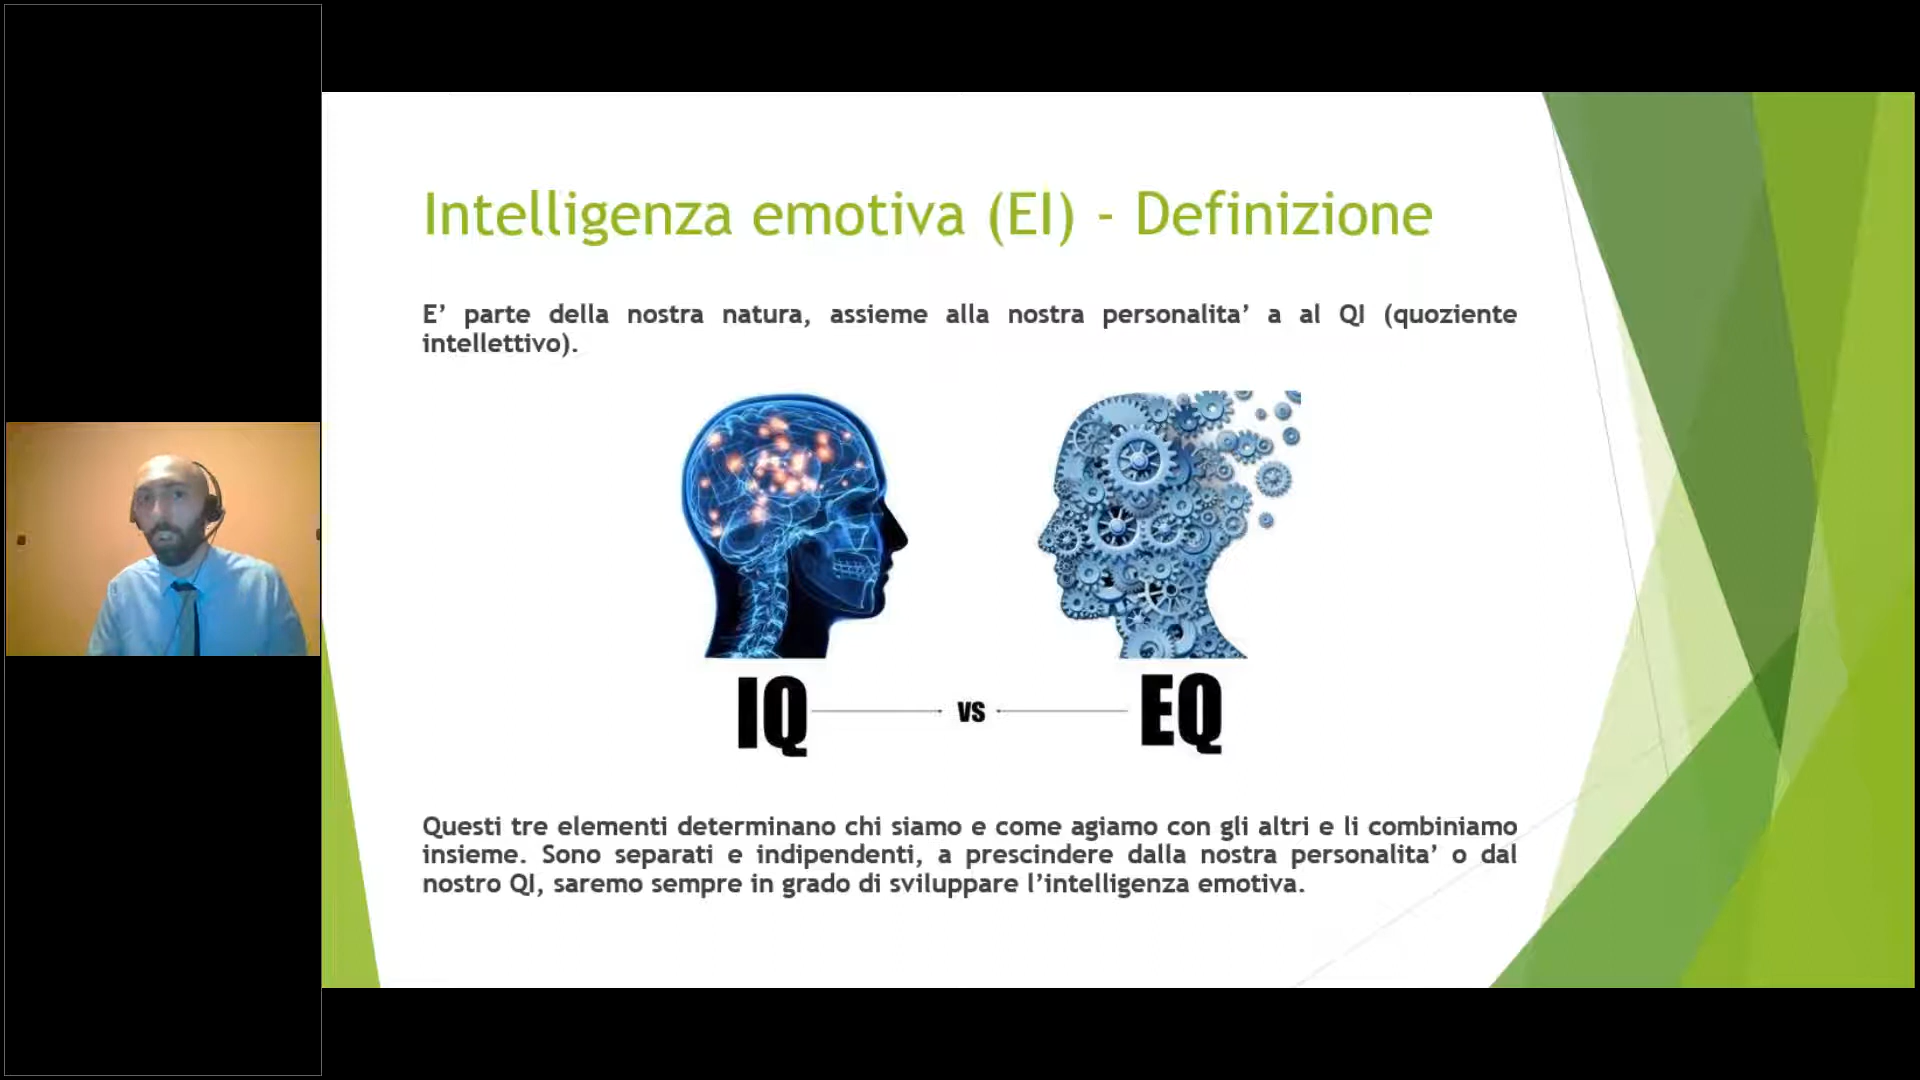 Intelligenza emotiva (EI) - Definizione
E’ parte della nostra natura, assieme alla nostra personalita’ a al QI (quoziente
intellettivo).
IQ vs EQ
Questi tre elementi determinano chi siamo e come agiamo con gli altri e li combiniamo
insieme. Sono separati e indipendenti, a prescindere dalla nostra personalita’ o dal
nostro QI, saremo sempre in grado di sviluppare l’intelligenza emotiva.